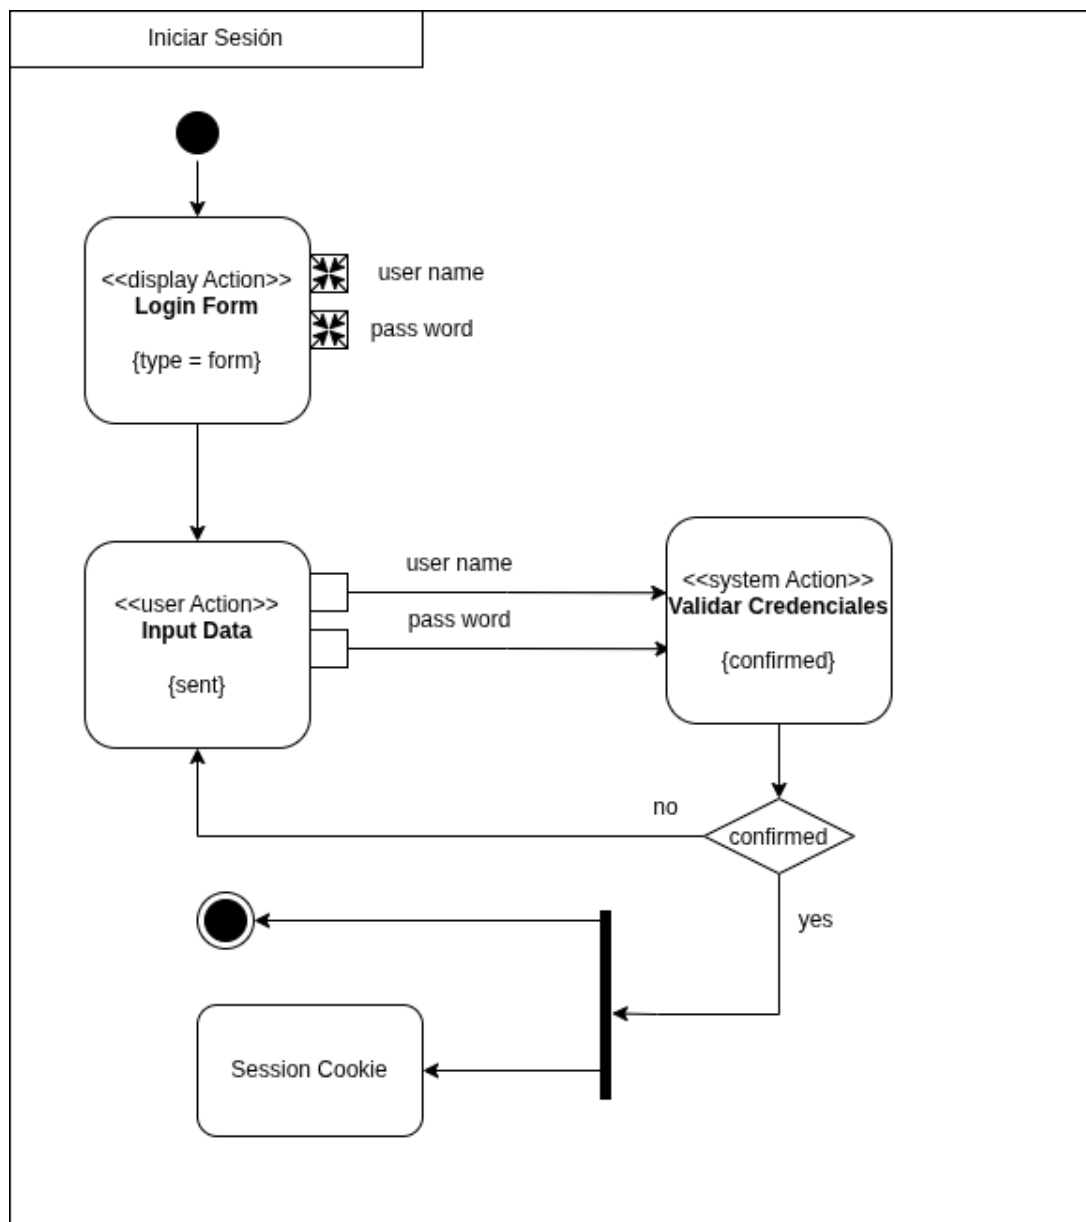 Iniciar Sesión
<<display Action>>
Login Form
{type = form}
user name
pass word
<<user Action>>
Input Data
{sent}
user name
pass word
<<system Action>>
Validar Credenciales
{confirmed}
no
confirmed
yes
Session Cookie